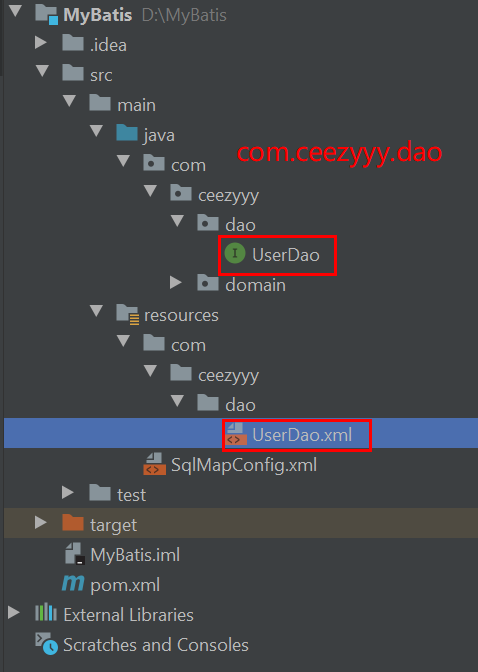 MyBatis D:\MyBatis
.idea
src
main
java
com
com.ceezyyy.dao
ceezyyy
dao
I UserDao
domain
resources
com
ceezyyy
dao
UserDao.xml
SqlMapConfig.xml
test
target
MyBatis.iml
m pom.xml
External Libraries
Scratches and Consoles